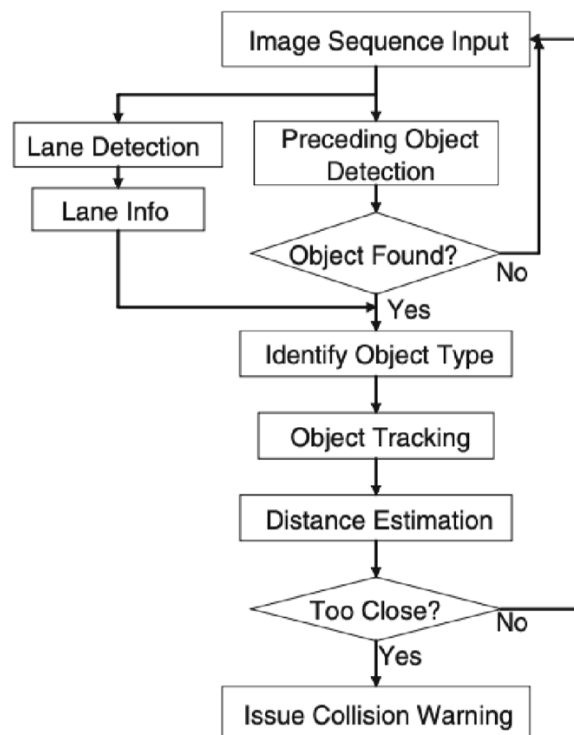 Image Sequence Input
Lane Detection
Preceding Object
Detection
Lane Info
Object Found?
No
Yes
Identify Object Type
Object Tracking
Distance Estimation
Too Close?
No
Yes
Issue Collision Warning